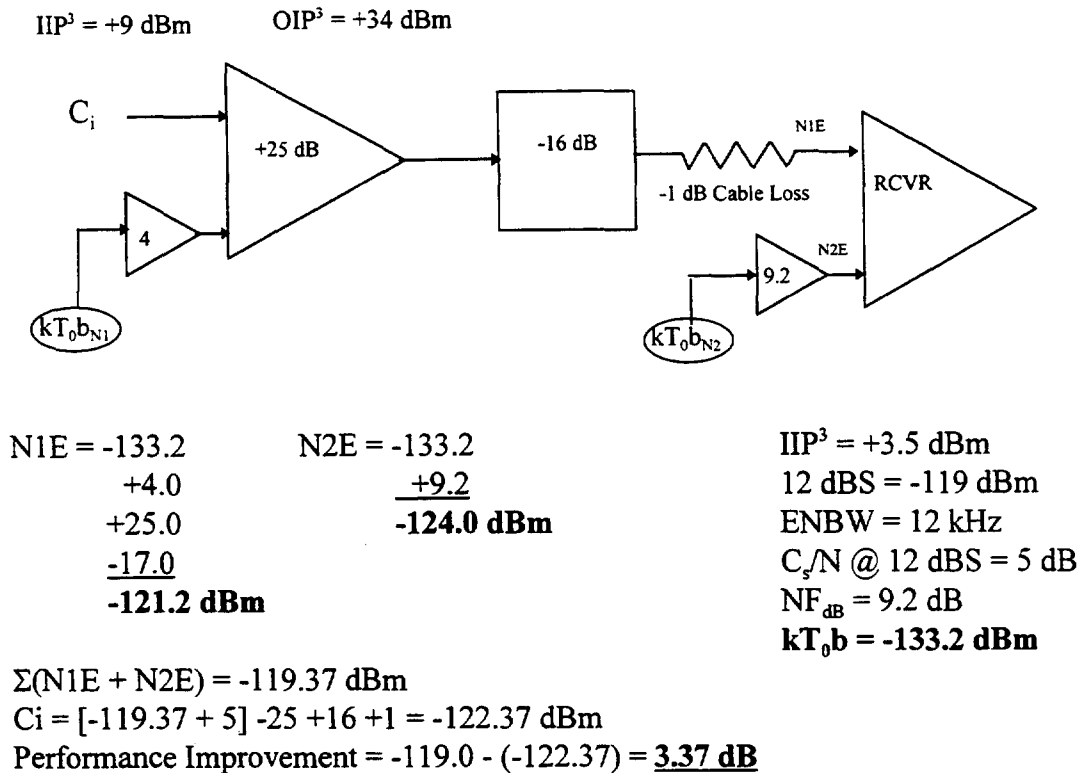 IIP³ = +9 dBm OIP³ = +34 dBm
Cᵢ
+25 dB
-16 dB
N1E
-1 dB Cable Loss
RCVR
4
N2E
9.2
kT₀b_N1
kT₀b_N2
N1E = -133.2
+4.0
+25.0
-17.0
-121.2 dBm
N2E = -133.2
+9.2
-124.0 dBm
IIP³ = +3.5 dBm
12 dBS = -119 dBm
ENBW = 12 kHz
Cₛ/N @ 12 dBS = 5 dB
NF_dB = 9.2 dB
kT₀b = -133.2 dBm
Σ(N1E + N2E) = -119.37 dBm
Ci = [-119.37 + 5] -25 +16 +1 = -122.37 dBm
Performance Improvement = -119.0 - (-122.37) = 3.37 dB